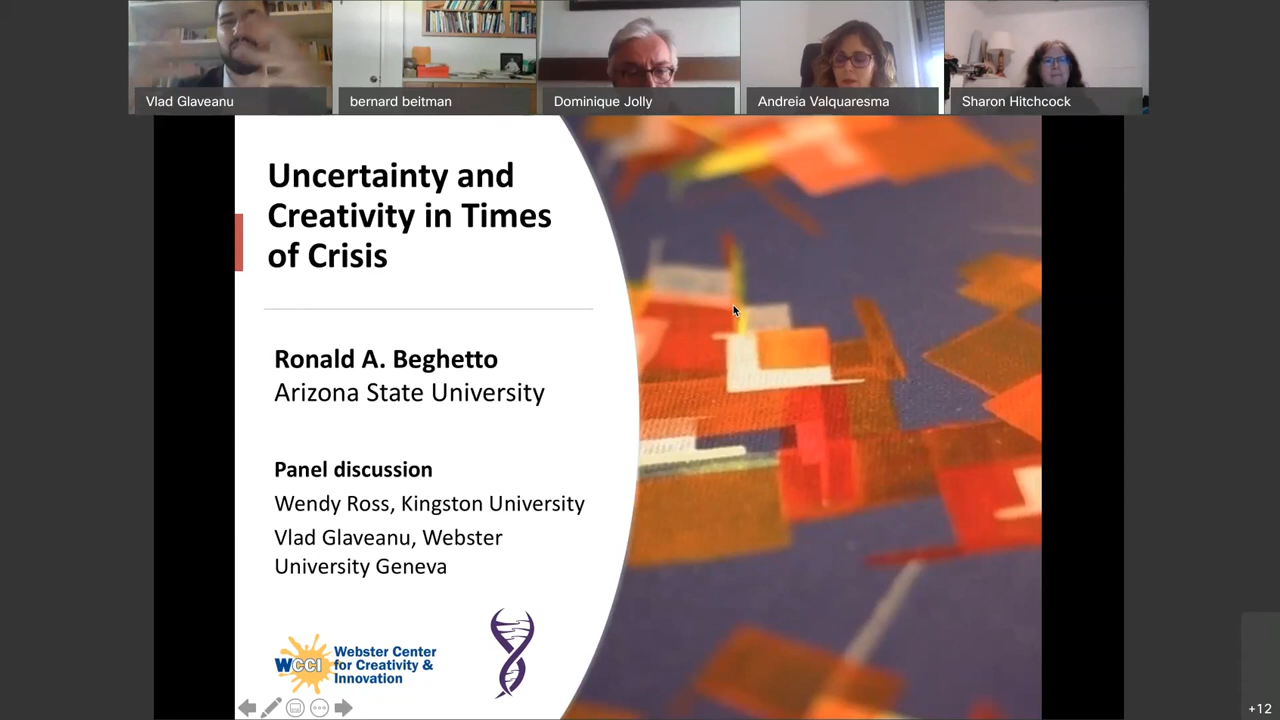 Vlad Glaveanu
bernard beitman
Dominique Jolly
Andreia Valquaresma
Sharon Hitchcock
Uncertainty and
Creativity in Times
of Crisis
Ronald A. Beghetto
Arizona State University
Panel discussion
Wendy Ross, Kingston University
Vlad Glaveanu, Webster
University Geneva
WCCI
Webster Center
for Creativity &
Innovation
+12